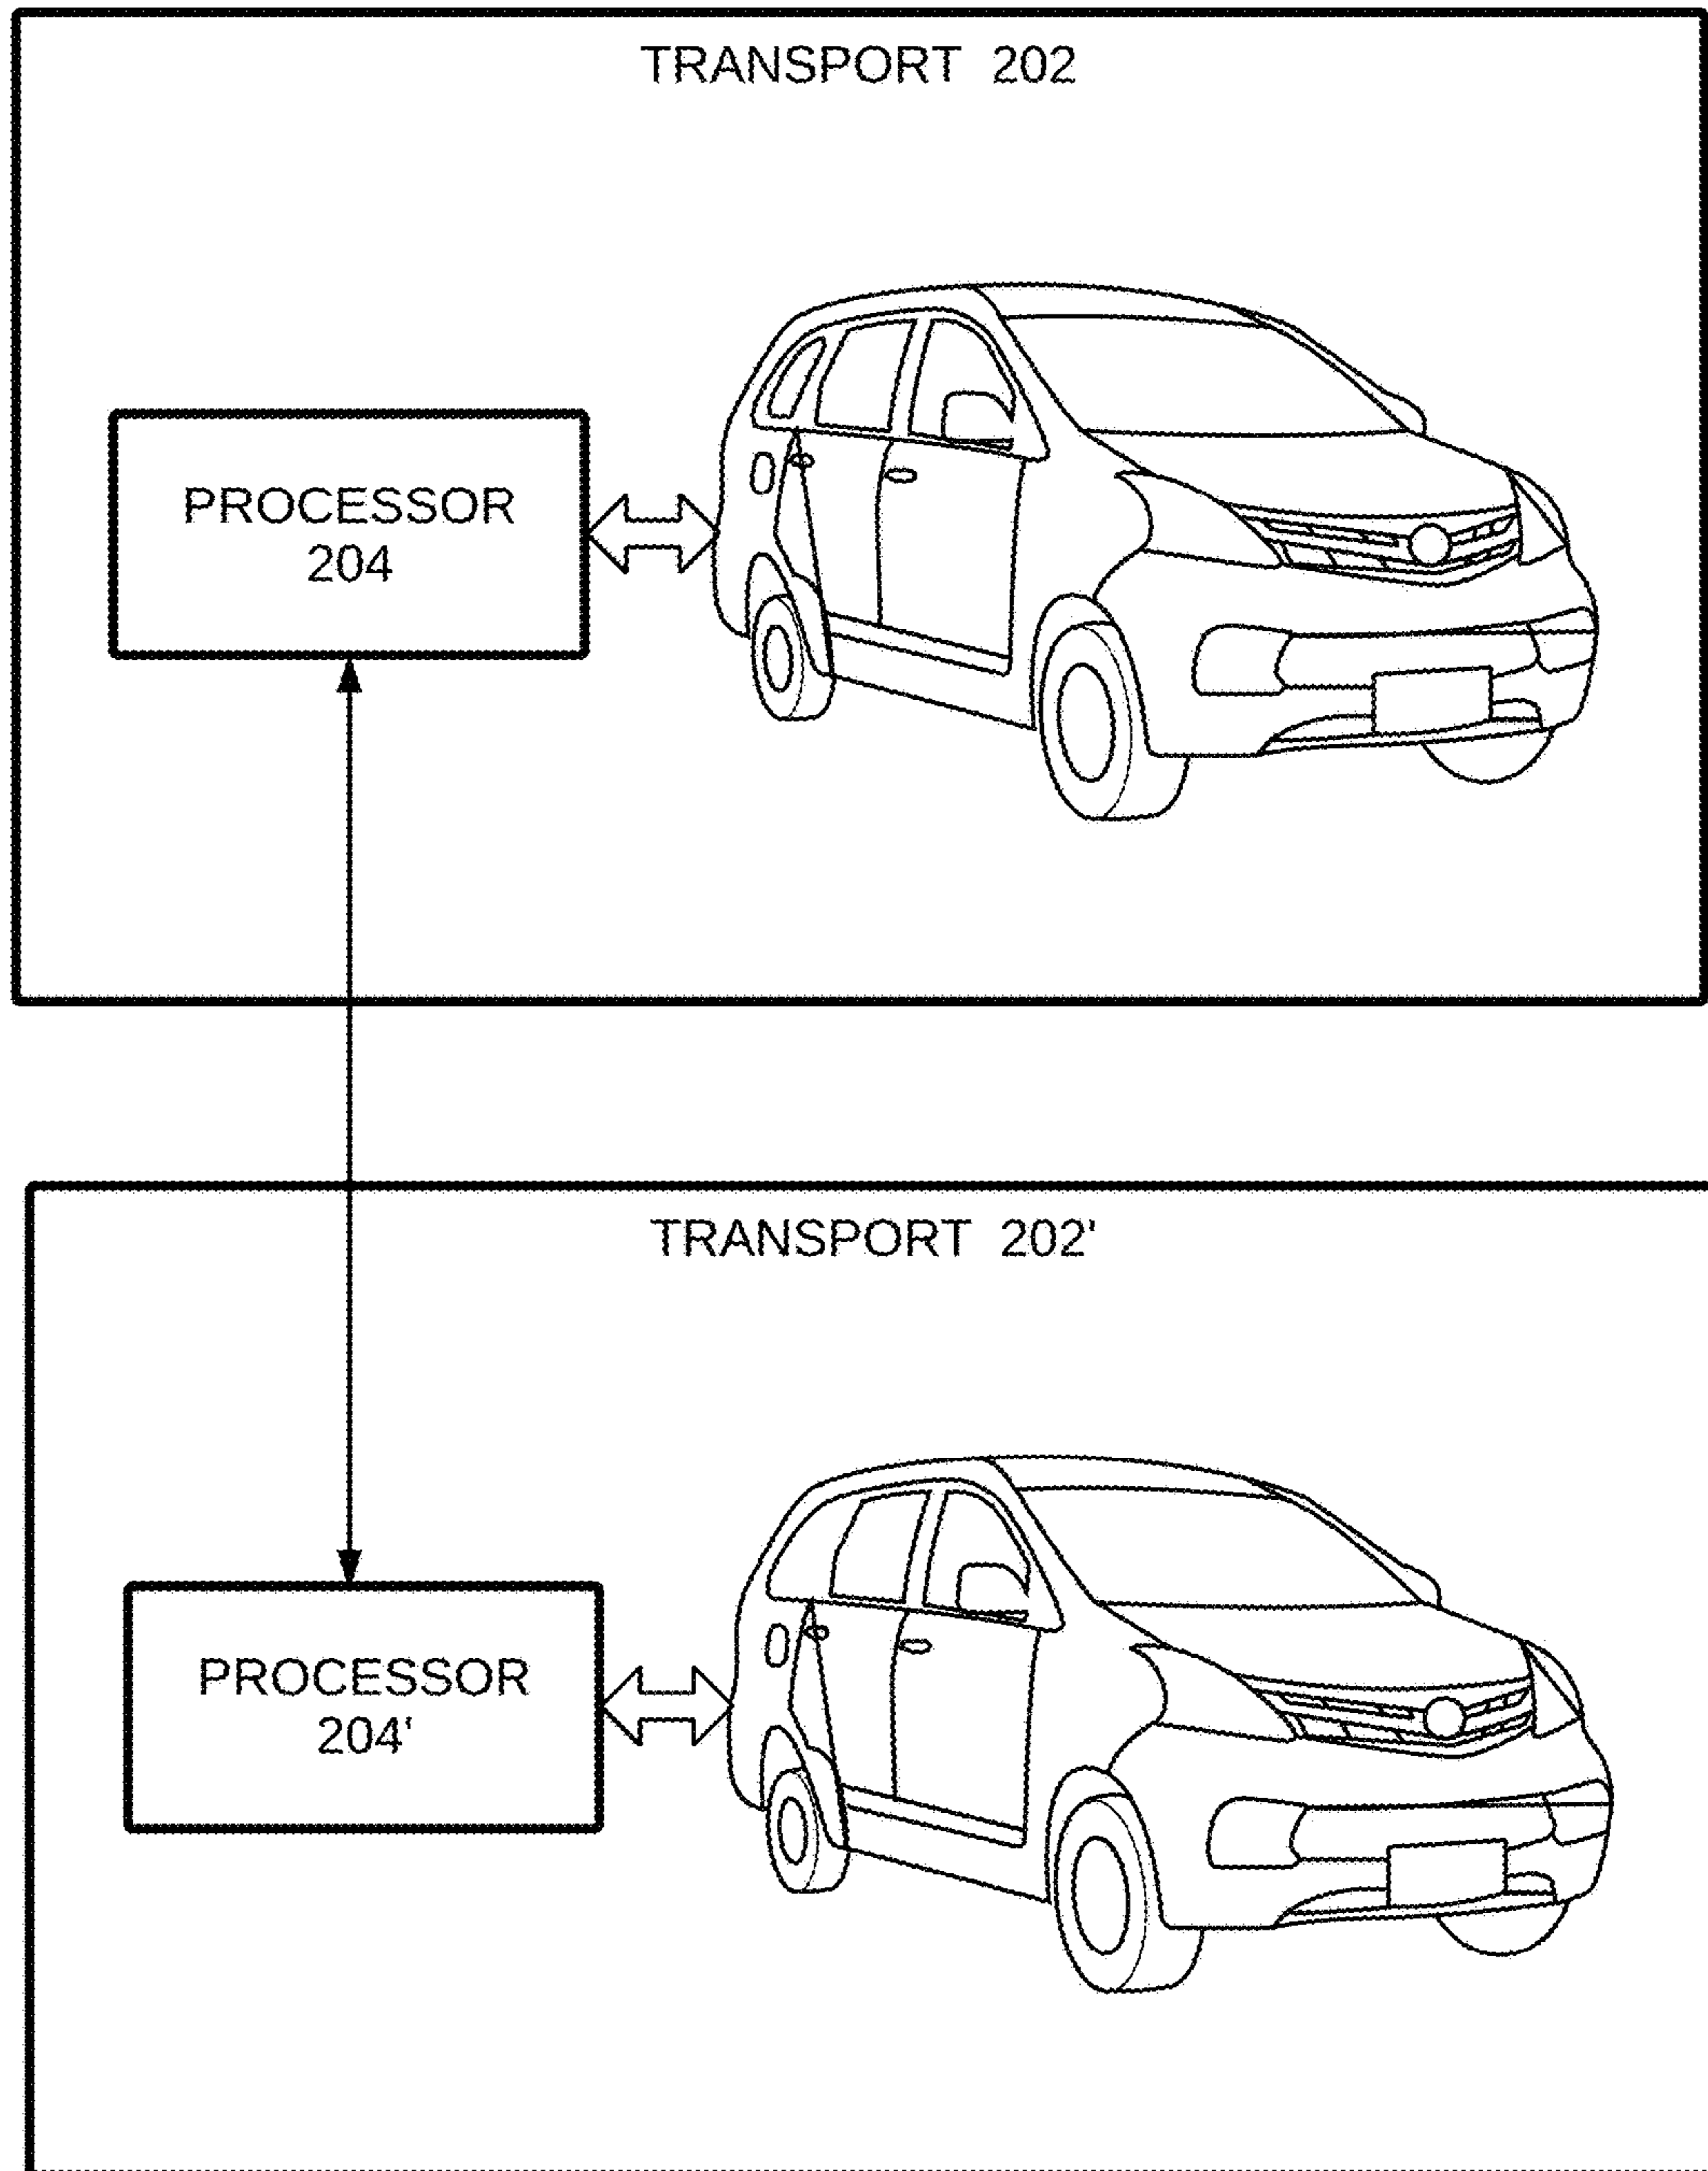 TRANSPORT 202
PROCESSOR
204
TRANSPORT 202'
PROCESSOR
204'